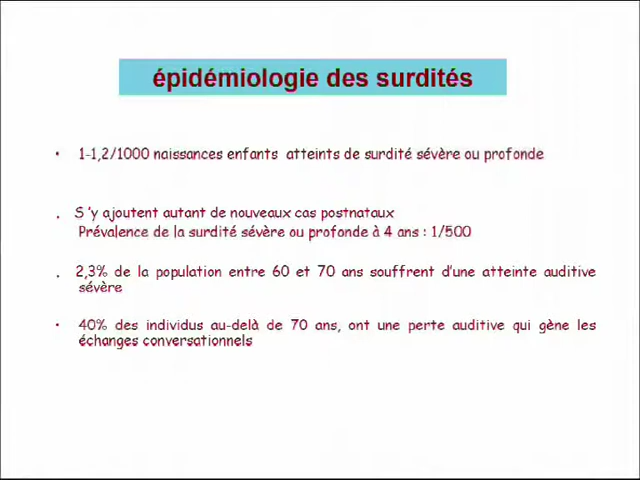 épidémiologie des surdités
• 1-1,2/1000 naissances enfants atteints de surdité sévère ou profonde
. S 'y ajoutent autant de nouveaux cas postnataux
Prévalence de la surdité sévère ou profonde à 4 ans : 1/500
. 2,3% de la population entre 60 et 70 ans souffrent d'une atteinte auditive
sévère
• 40% des individus au-delà de 70 ans, ont une perte auditive qui gène les
échanges conversationnels